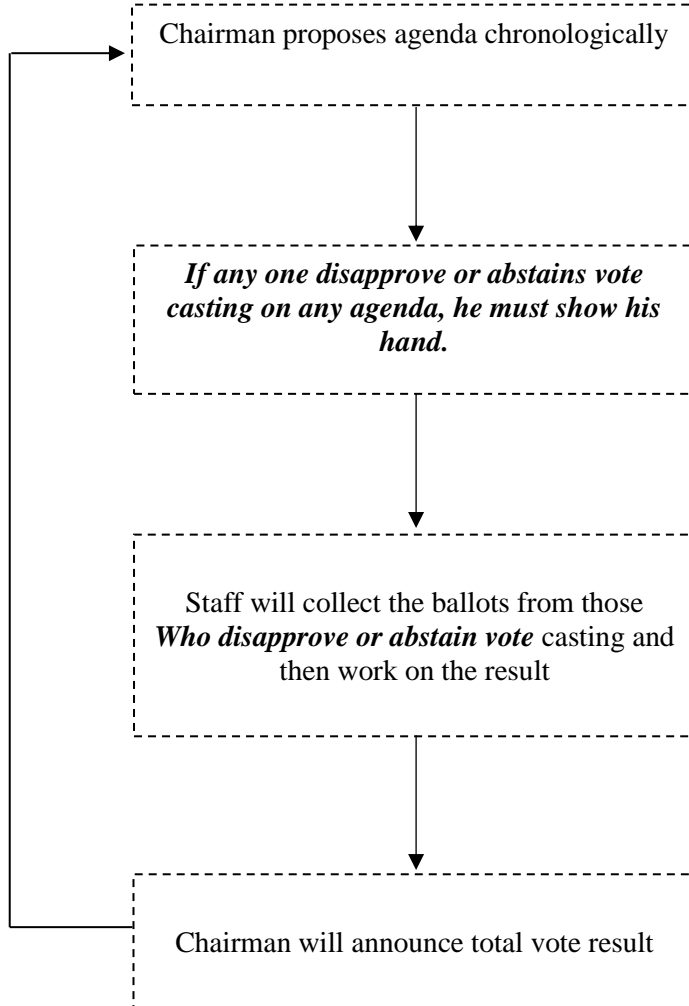 Chairman proposes agenda chronologically
If any one disapprove or abstains vote
casting on any agenda, he must show his
hand.
Staff will collect the ballots from those
Who disapprove or abstain vote casting and
then work on the result
Chairman will announce total vote result